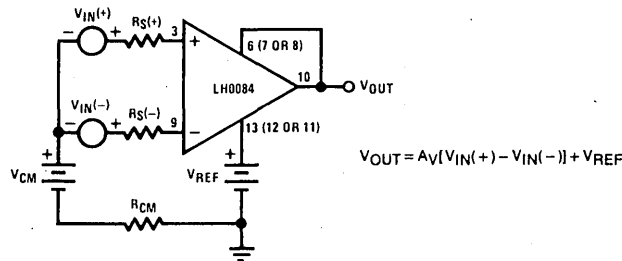 VIN(+)
RS(+)
- + 3 +
6 (7 OR 8)
LH0084
10
VOUT
VIN(-)
RS(-)
- + 9 -
13 (12 OR 11)
+ +
VCM
VREF
RCM
VOUT = AV[VIN(+) - VIN(-)] + VREF